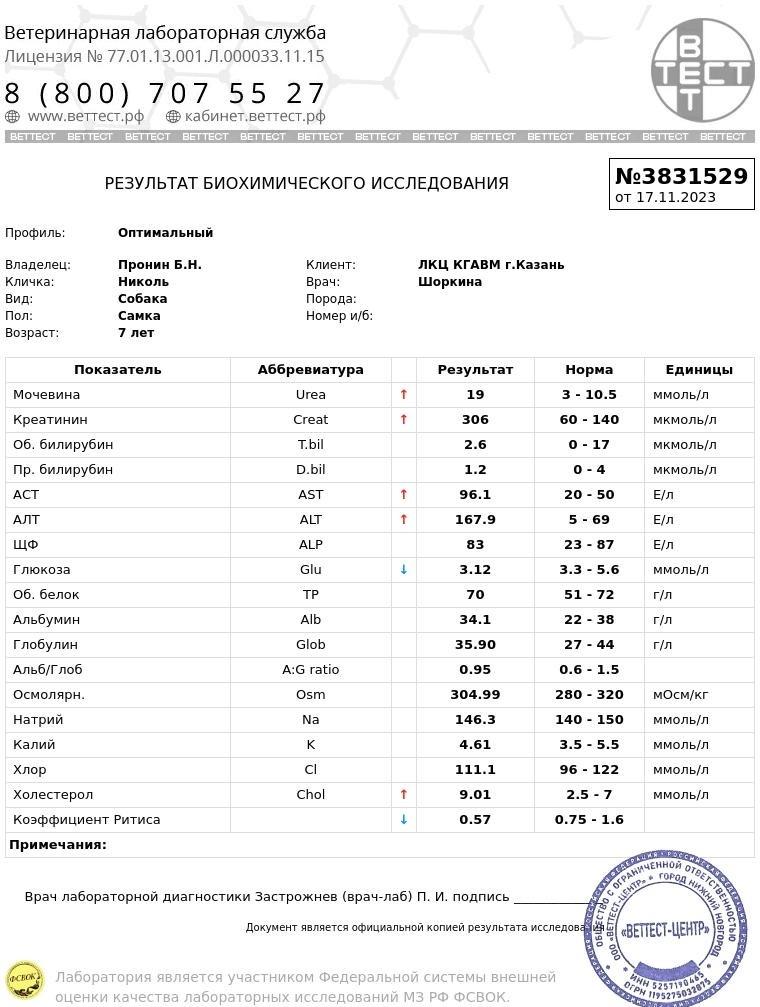 Ветеринарная лабораторная служба
Лицензия № 77.01.13.001.Л.000033.11.15
8 (800) 707 55 27
www.веттест.рф кабинет.веттест.рф
ВЕТ ТЕСТ
ВЕТТЕСТ ВЕТТЕСТ ВЕТТЕСТ ВЕТТЕСТ ВЕТТЕСТ ВЕТТЕСТ ВЕТТЕСТ ВЕТТЕСТ ВЕТТЕСТ ВЕТТЕСТ ВЕТТЕСТ ВЕТТЕСТ ВЕТТЕСТ
РЕЗУЛЬТАТ БИОХИМИЧЕСКОГО ИССЛЕДОВАНИЯ
№3831529
от 17.11.2023
Профиль: Оптимальный
Владелец: Пронин Б.Н. Клиент: ЛКЦ КГАВМ г.Казань
Кличка: Николь Врач: Шоркина
Вид: Собака Порода:
Пол: Самка Номер и/б:
Возраст: 7 лет
Показатель Аббревиатура Результат Норма Единицы
Мочевина Urea ↑ 19 3 - 10.5 ммоль/л
Креатинин Creat ↑ 306 60 - 140 мкмоль/л
Об. билирубин T.bil 2.6 0 - 17 мкмоль/л
Пр. билирубин D.bil 1.2 0 - 4 мкмоль/л
АСТ AST ↑ 96.1 20 - 50 Е/л
АЛТ ALT ↑ 167.9 5 - 69 Е/л
ЩФ ALP 83 23 - 87 Е/л
Глюкоза Glu ↓ 3.12 3.3 - 5.6 ммоль/л
Об. белок TP 70 51 - 72 г/л
Альбумин Alb 34.1 22 - 38 г/л
Глобулин Glob 35.90 27 - 44 г/л
Альб/Глоб A:G ratio 0.95 0.6 - 1.5
Осмолярн. Osm 304.99 280 - 320 мОсм/кг
Натрий Na 146.3 140 - 150 ммоль/л
Калий K 4.61 3.5 - 5.5 ммоль/л
Хлор Cl 111.1 96 - 122 ммоль/л
Холестерол Chol ↑ 9.01 2.5 - 7 ммоль/л
Коэффициент Ритиса ↓ 0.57 0.75 - 1.6
Примечания:
Врач лабораторной диагностики Застрожнев (врач-лаб) П. И. подпись
Документ является официальной копией результата исследования
ОБЩЕСТВО С ОГРАНИЧЕННОЙ ОТВЕТСТВЕННОСТЬЮ
ООО «ВЕТТЕСТ-ЦЕНТР» * ГОРОД НИЖНИЙ НОВГОРОД
«ВЕТТЕСТ-ЦЕНТР»
* ИНН 5257190465 *
ОГРН 1195275032075
ФСВОК
Лаборатория является участником Федеральной системы внешней
оценки качества лабораторных исследований МЗ РФ ФСВОК.